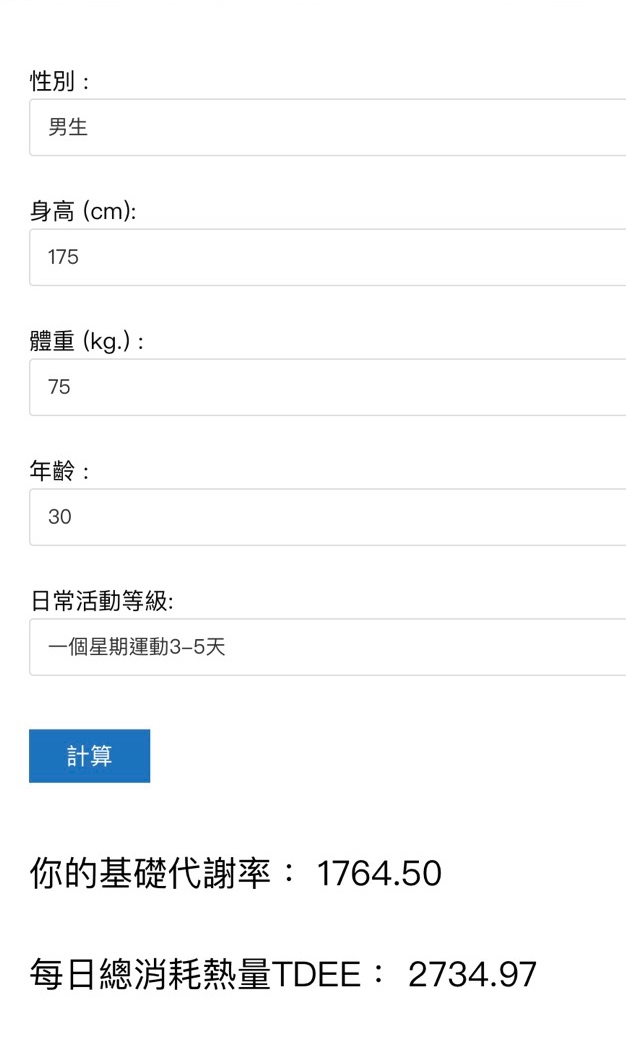 性別 :
男生
身高 (cm):
175
體重 (kg.) :
75
年齡 :
30
日常活動等級:
一個星期運動3–5天
計算
你的基礎代謝率： 1764.50
每日總消耗熱量TDEE： 2734.97